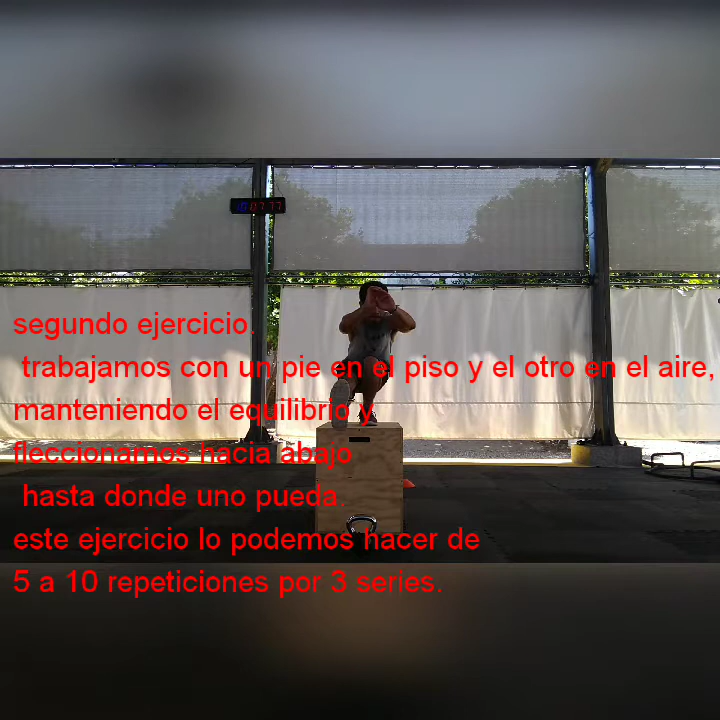 segundo ejercicio.
trabajamos con un pie en el piso y el otro en el aire,
manteniendo el equilibrio y
fleccionamos hacia abajo
hasta donde uno pueda.
este ejercicio lo podemos hacer de
5 a 10 repeticiones por 3 series.